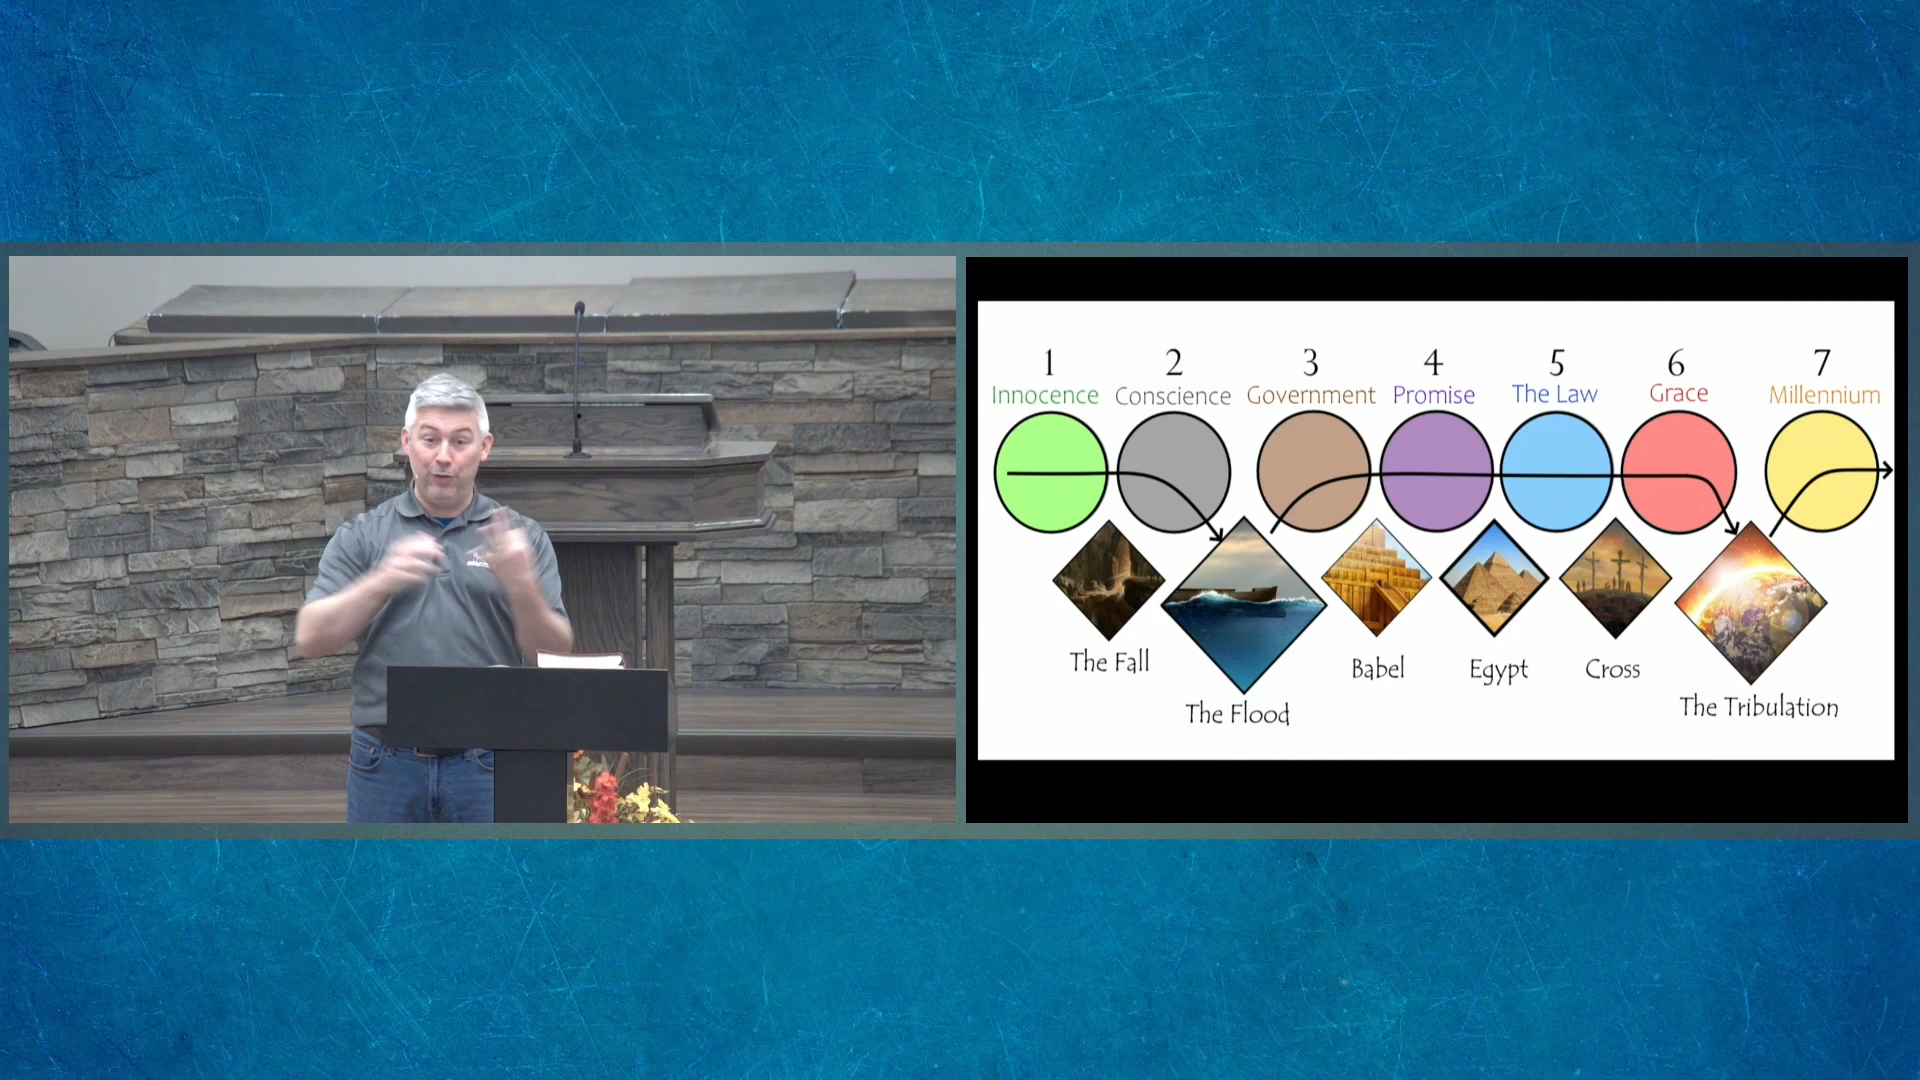 1 2 3 4 5 6 7
Innocence Conscience Government Promise The Law Grace Millennium
The Fall Babel Egypt Cross
The Flood The Tribulation